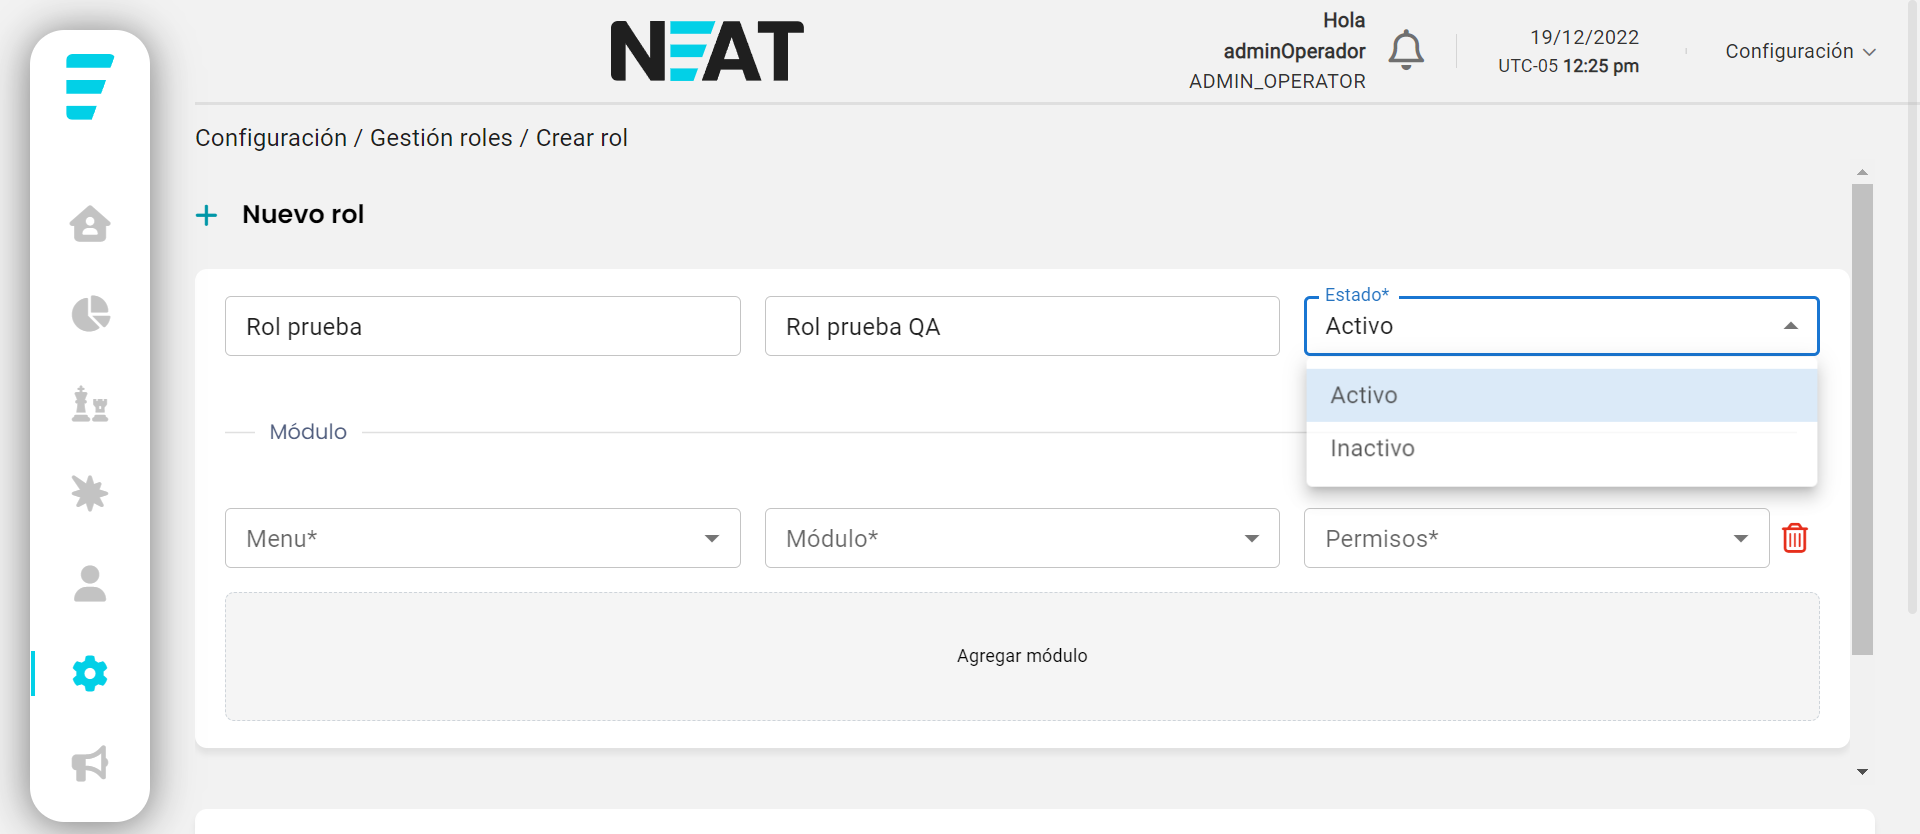 NEAT
Hola
adminOperador
ADMIN_OPERATOR
19/12/2022
UTC-05 12:25 pm
Configuración
Configuración / Gestión roles / Crear rol
+ Nuevo rol
Rol prueba
Rol prueba QA
Estado*
Activo
Activo
Inactivo
Módulo
Menu*
Módulo*
Permisos*
Agregar módulo